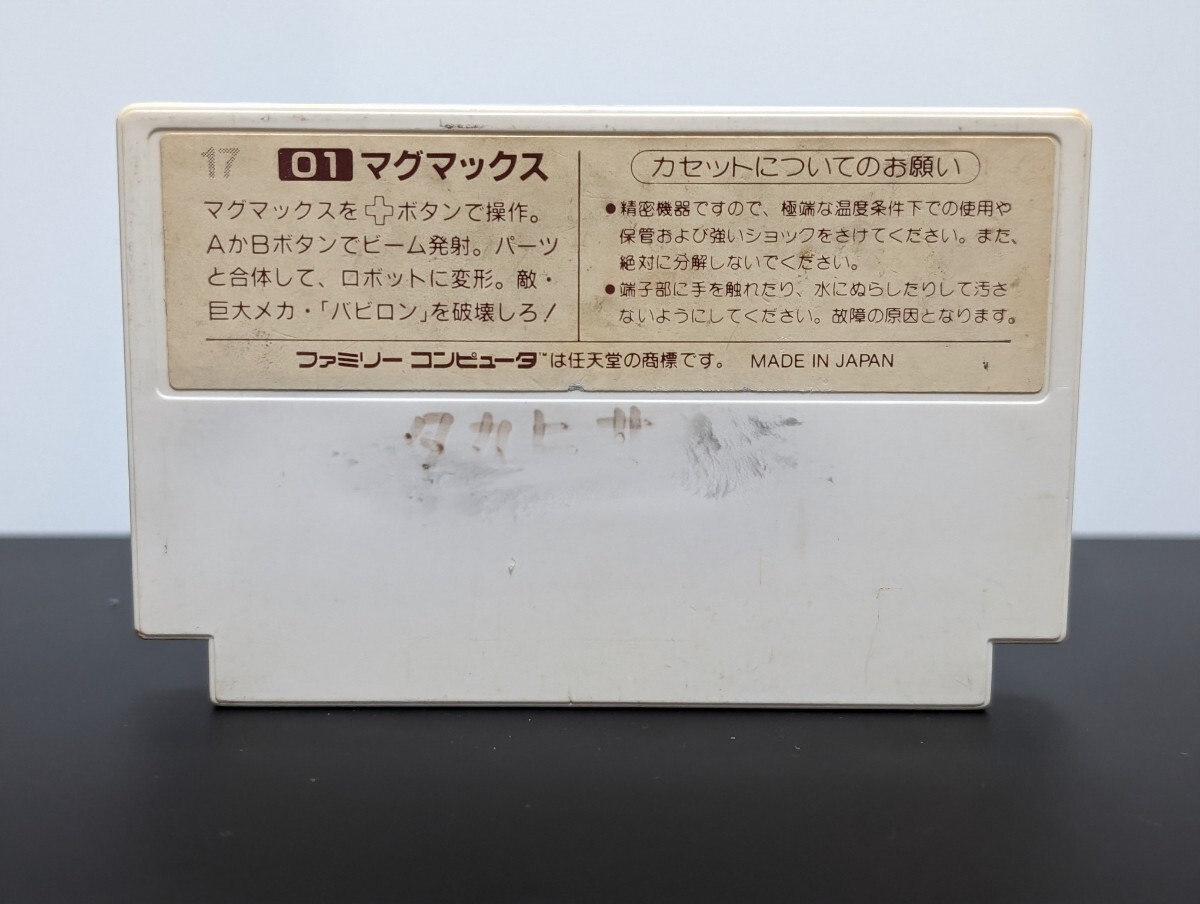 17
01 マグマックス
マグマックスを ボタンで操作。
AかBボタンでビーム発射。パーツ
と合体して、ロボットに変形。敵・
巨大メカ・「バビロン」を破壊しろ!
カセットについてのお願い
●精密機器ですので、極端な温度条件下での使用や
保管および強いショックをさけてください。また、
絶対に分解しないでください。
●端子部に手を触れたり、水にぬらしたりして汚さ
ないようにしてください。故障の原因となります。
ファミリー コンピュータ™は任天堂の商標です。 MADE IN JAPAN
タカヒサ